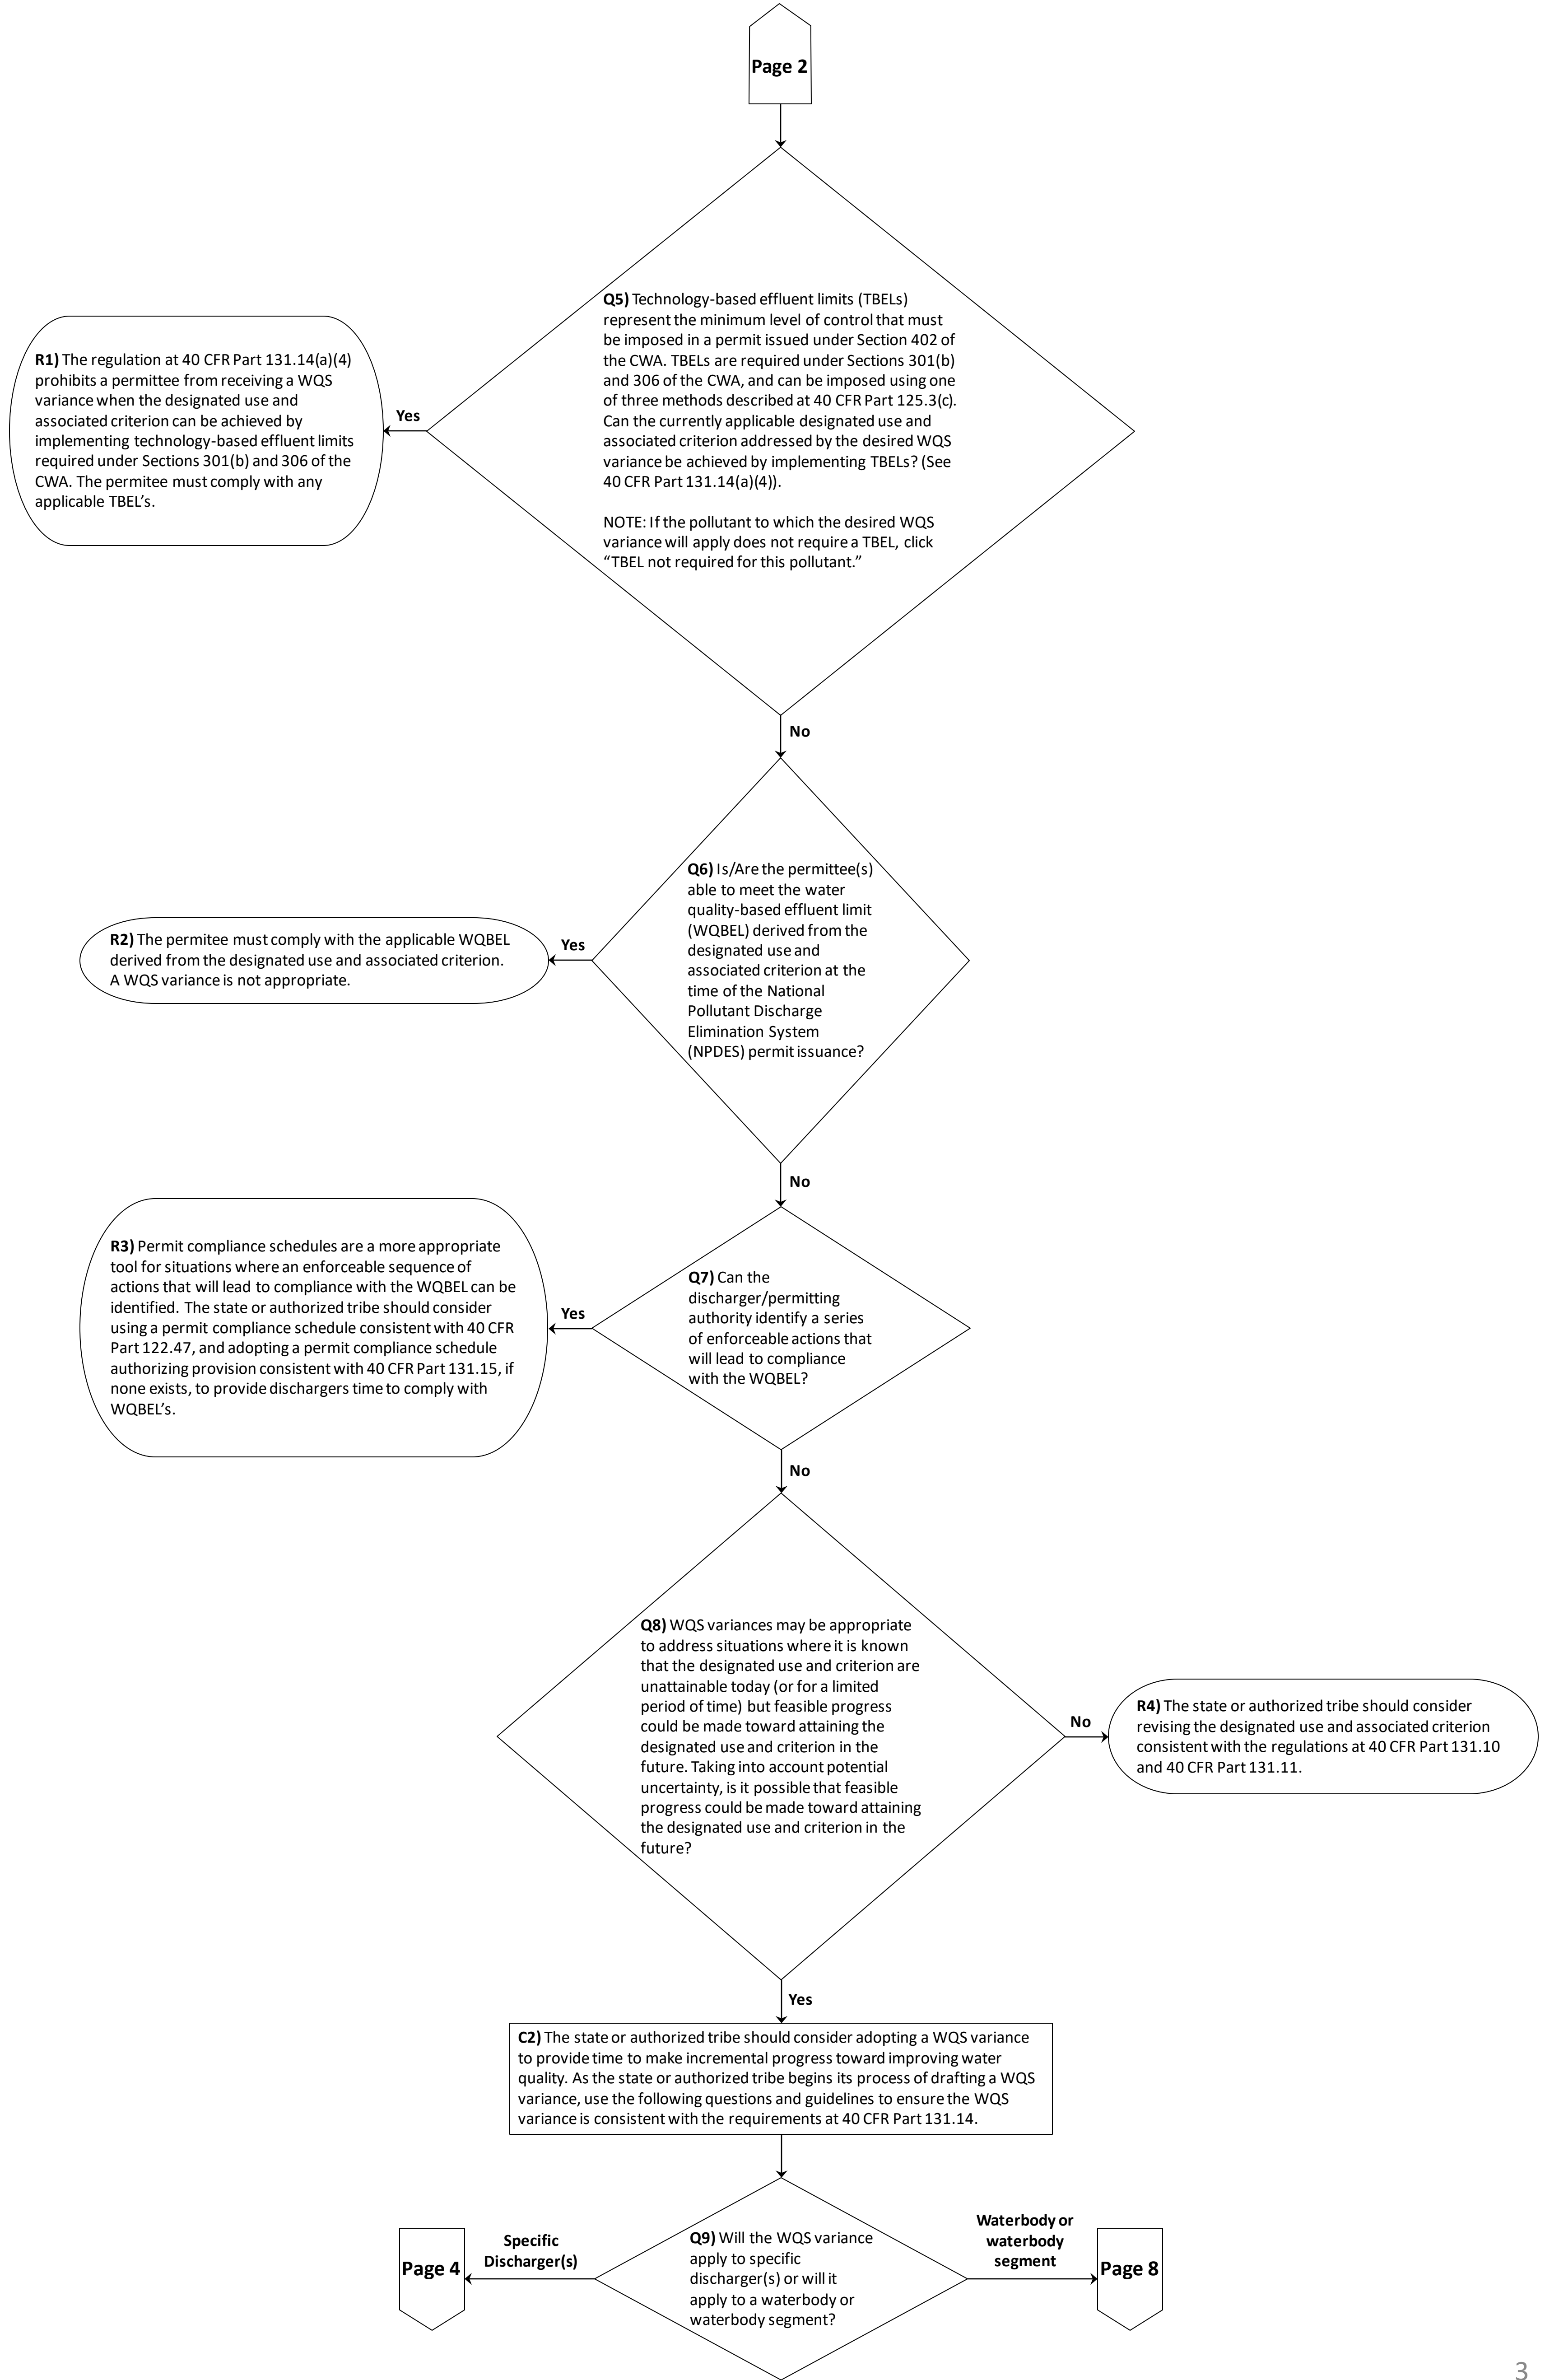 Page 2
Q5) Technology-based effluent limits (TBELs)
represent the minimum level of control that must
be imposed in a permit issued under Section 402 of
the CWA. TBELs are required under Sections 301(b)
and 306 of the CWA, and can be imposed using one
of three methods described at 40 CFR Part 125.3(c).
Can the currently applicable designated use and
associated criterion addressed by the desired WQS
variance be achieved by implementing TBELs? (See
40 CFR Part 131.14(a)(4)).
NOTE: If the pollutant to which the desired WQS
variance will apply does not require a TBEL, click
“TBEL not required for this pollutant.”
Yes
R1) The regulation at 40 CFR Part 131.14(a)(4)
prohibits a permittee from receiving a WQS
variance when the designated use and
associated criterion can be achieved by
implementing technology-based effluent limits
required under Sections 301(b) and 306 of the
CWA. The permitee must comply with any
applicable TBEL’s.
No
Q6) Is/Are the permittee(s)
able to meet the water
quality-based effluent limit
(WQBEL) derived from the
designated use and
associated criterion at the
time of the National
Pollutant Discharge
Elimination System
(NPDES) permit issuance?
Yes
R2) The permitee must comply with the applicable WQBEL
derived from the designated use and associated criterion.
A WQS variance is not appropriate.
No
Q7) Can the
discharger/permitting
authority identify a series
of enforceable actions that
will lead to compliance
with the WQBEL?
Yes
R3) Permit compliance schedules are a more appropriate
tool for situations where an enforceable sequence of
actions that will lead to compliance with the WQBEL can be
identified. The state or authorized tribe should consider
using a permit compliance schedule consistent with 40 CFR
Part 122.47, and adopting a permit compliance schedule
authorizing provision consistent with 40 CFR Part 131.15, if
none exists, to provide dischargers time to comply with
WQBEL’s.
No
Q8) WQS variances may be appropriate
to address situations where it is known
that the designated use and criterion are
unattainable today (or for a limited
period of time) but feasible progress
could be made toward attaining the
designated use and criterion in the
future. Taking into account potential
uncertainty, is it possible that feasible
progress could be made toward attaining
the designated use and criterion in the
future?
No
R4) The state or authorized tribe should consider
revising the designated use and associated criterion
consistent with the regulations at 40 CFR Part 131.10
and 40 CFR Part 131.11.
Yes
C2) The state or authorized tribe should consider adopting a WQS variance
to provide time to make incremental progress toward improving water
quality. As the state or authorized tribe begins its process of drafting a WQS
variance, use the following questions and guidelines to ensure the WQS
variance is consistent with the requirements at 40 CFR Part 131.14.
Q9) Will the WQS variance
apply to specific
discharger(s) or will it
apply to a waterbody or
waterbody segment?
Specific
Discharger(s)
Page 4
Waterbody or
waterbody
segment
Page 8
3